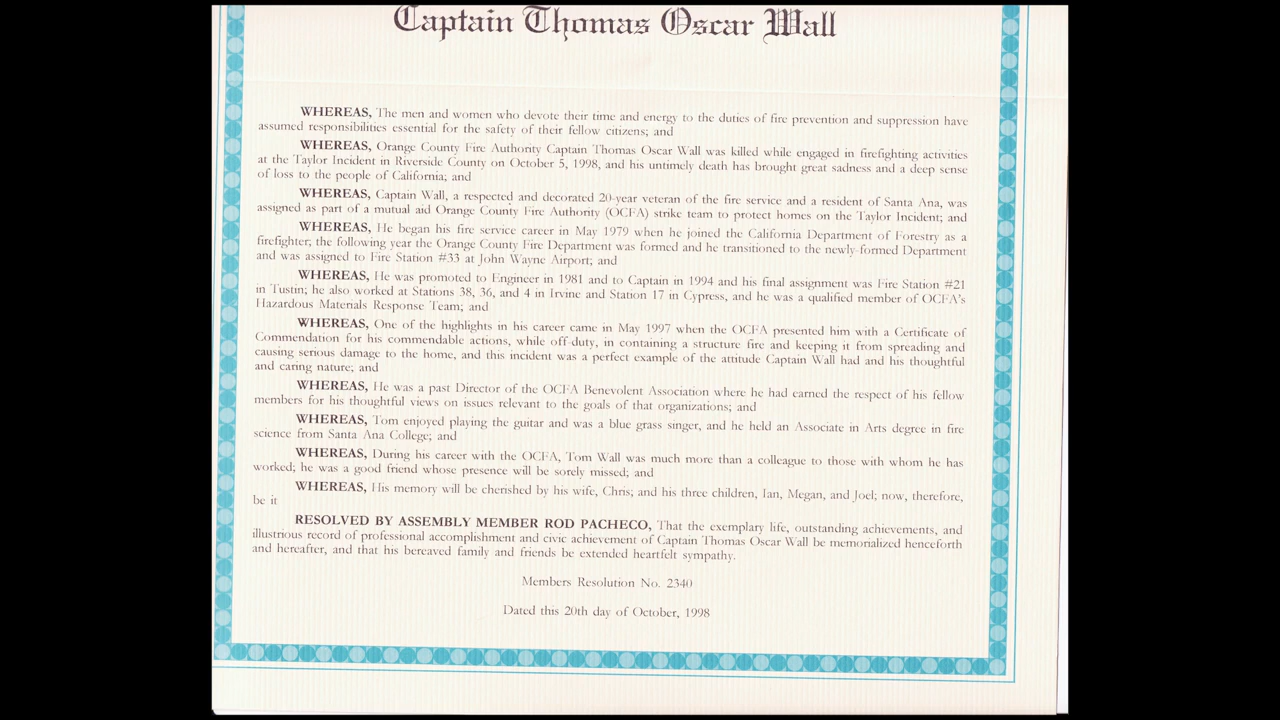 Captain Thomas Oscar Wall
WHEREAS, The men and women who devote their time and energy to the duties of fire prevention and suppression have
assumed responsibilities essential for the safety of their fellow citizens; and
WHEREAS, Orange County Fire Authority Captain Thomas Oscar Wall was killed while engaged in firefighting activities
at the Taylor Incident in Riverside County on October 5, 1998, and his untimely death has brought great sadness and a deep sense
of loss to the people of California; and
WHEREAS, Captain Wall, a respected and decorated 20-year veteran of the fire service and a resident of Santa Ana, was
assigned as part of a mutual aid Orange County Fire Authority (OCFA) strike team to protect homes on the Taylor Incident; and
WHEREAS, He began his fire service career in May 1979 when he joined the California Department of Forestry as a
firefighter; the following year the Orange County Fire Department was formed and he transitioned to the newly-formed Department
and was assigned to Fire Station #33 at John Wayne Airport; and
WHEREAS, He was promoted to Engineer in 1981 and to Captain in 1994 and his final assignment was Fire Station #21
in Tustin; he also worked at Stations 38, 36, and 4 in Irvine and Station 17 in Cypress, and he was a qualified member of OCFA's
Hazardous Materials Response Team; and
WHEREAS, One of the highlights in his career came in May 1997 when the OCFA presented him with a Certificate of
Commendation for his commendable actions, while off-duty, in containing a structure fire and keeping it from spreading and
causing serious damage to the home, and this incident was a perfect example of the attitude Captain Wall had and his thoughtful
and caring nature; and
WHEREAS, He was a past Director of the OCFA Benevolent Association where he had earned the respect of his fellow
members for his thoughtful views on issues relevant to the goals of that organizations; and
WHEREAS, Tom enjoyed playing the guitar and was a blue grass singer, and he held an Associate in Arts degree in fire
science from Santa Ana College; and
WHEREAS, During his career with the OCFA, Tom Wall was much more than a colleague to those with whom he has
worked; he was a good friend whose presence will be sorely missed; and
WHEREAS, His memory will be cherished by his wife, Chris; and his three children, Ian, Megan, and Joel; now, therefore,
be it
RESOLVED BY ASSEMBLY MEMBER ROD PACHECO, That the exemplary life, outstanding achievements, and
illustrious record of professional accomplishment and civic achievement of Captain Thomas Oscar Wall be memorialized henceforth
and hereafter, and that his bereaved family and friends be extended heartfelt sympathy.
Members Resolution No. 2340
Dated this 20th day of October, 1998